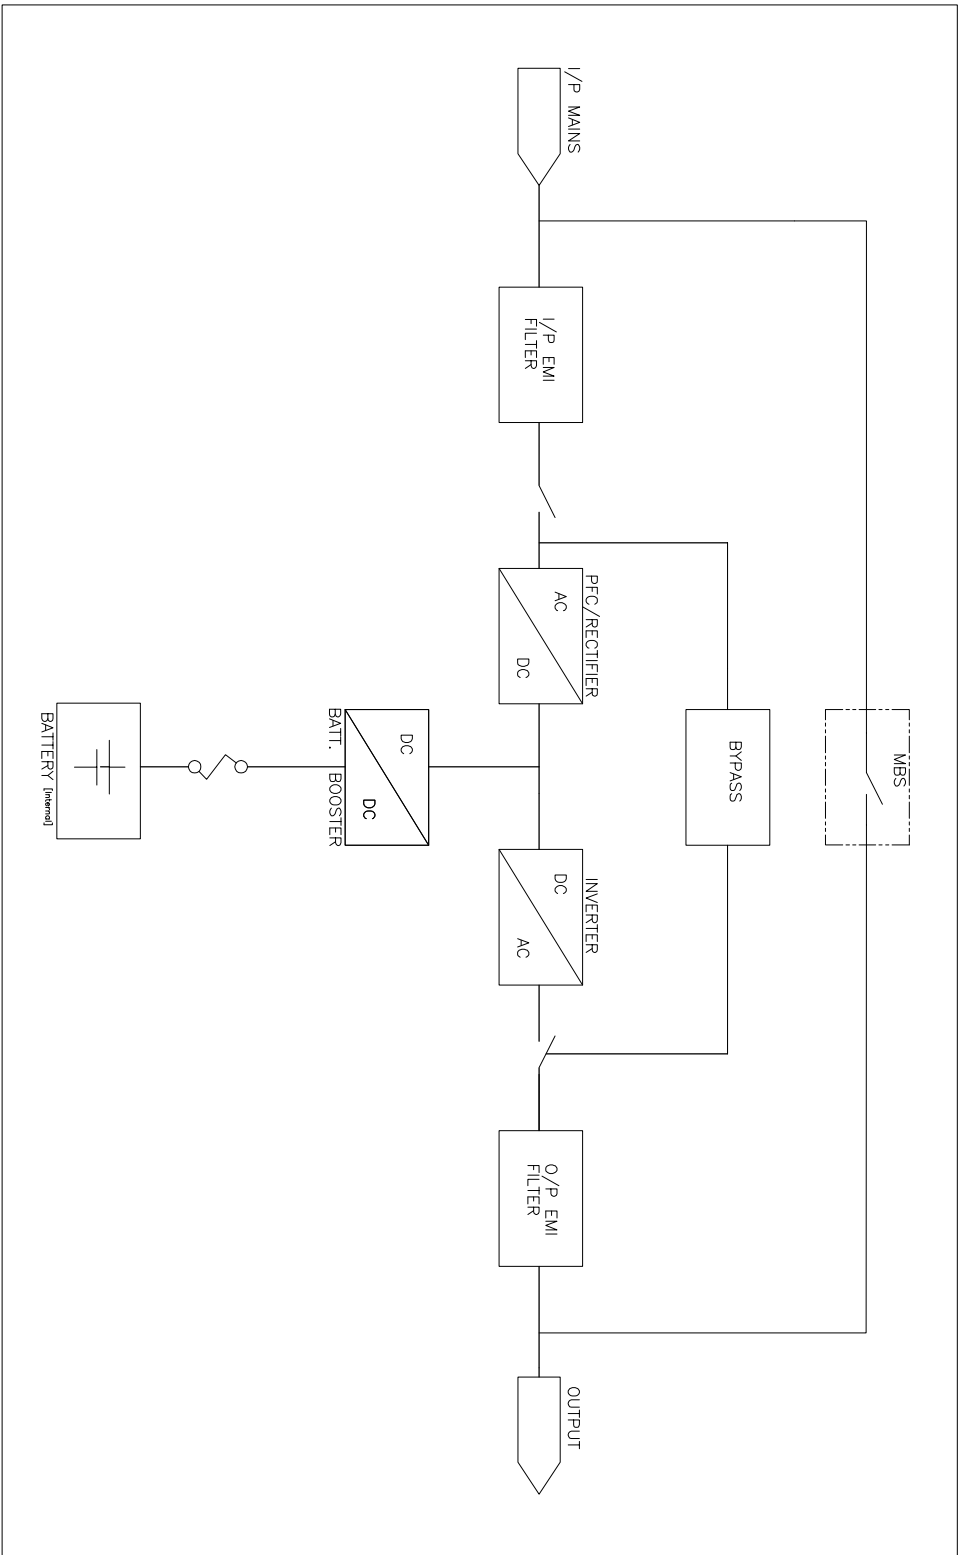 MBS
BYPASS
I/P MAINS
I/P EMI
FILTER
PFC/RECTIFIER
AC
DC
INVERTER
DC
AC
O/P EMI
FILTER
OUTPUT
DC
DC
BATT. BOOSTER
BATTERY [Internal]